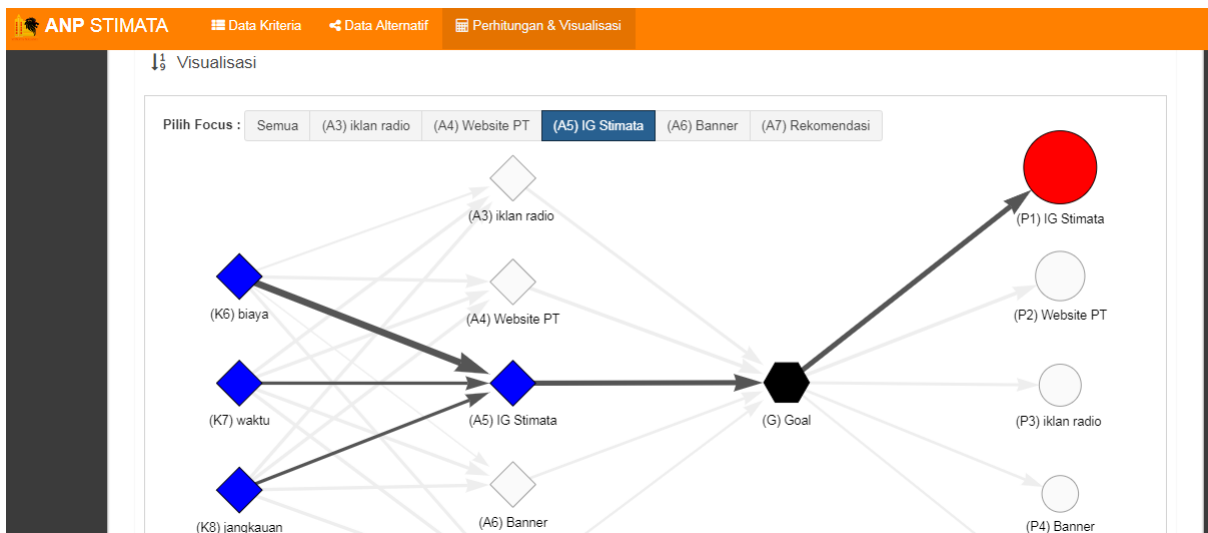 ANP STIMATA Data Kriteria Data Alternatif Perhitungan & Visualisasi
Visualisasi
Pilih Focus : Semua (A3) iklan radio (A4) Website PT (A5) IG Stimata (A6) Banner (A7) Rekomendasi
(A3) iklan radio (P1) IG Stimata
(K6) biaya (A4) Website PT (P2) Website PT
(K7) waktu (A5) IG Stimata (G) Goal (P3) iklan radio
(K8) jangkauan (A6) Banner (P4) Banner